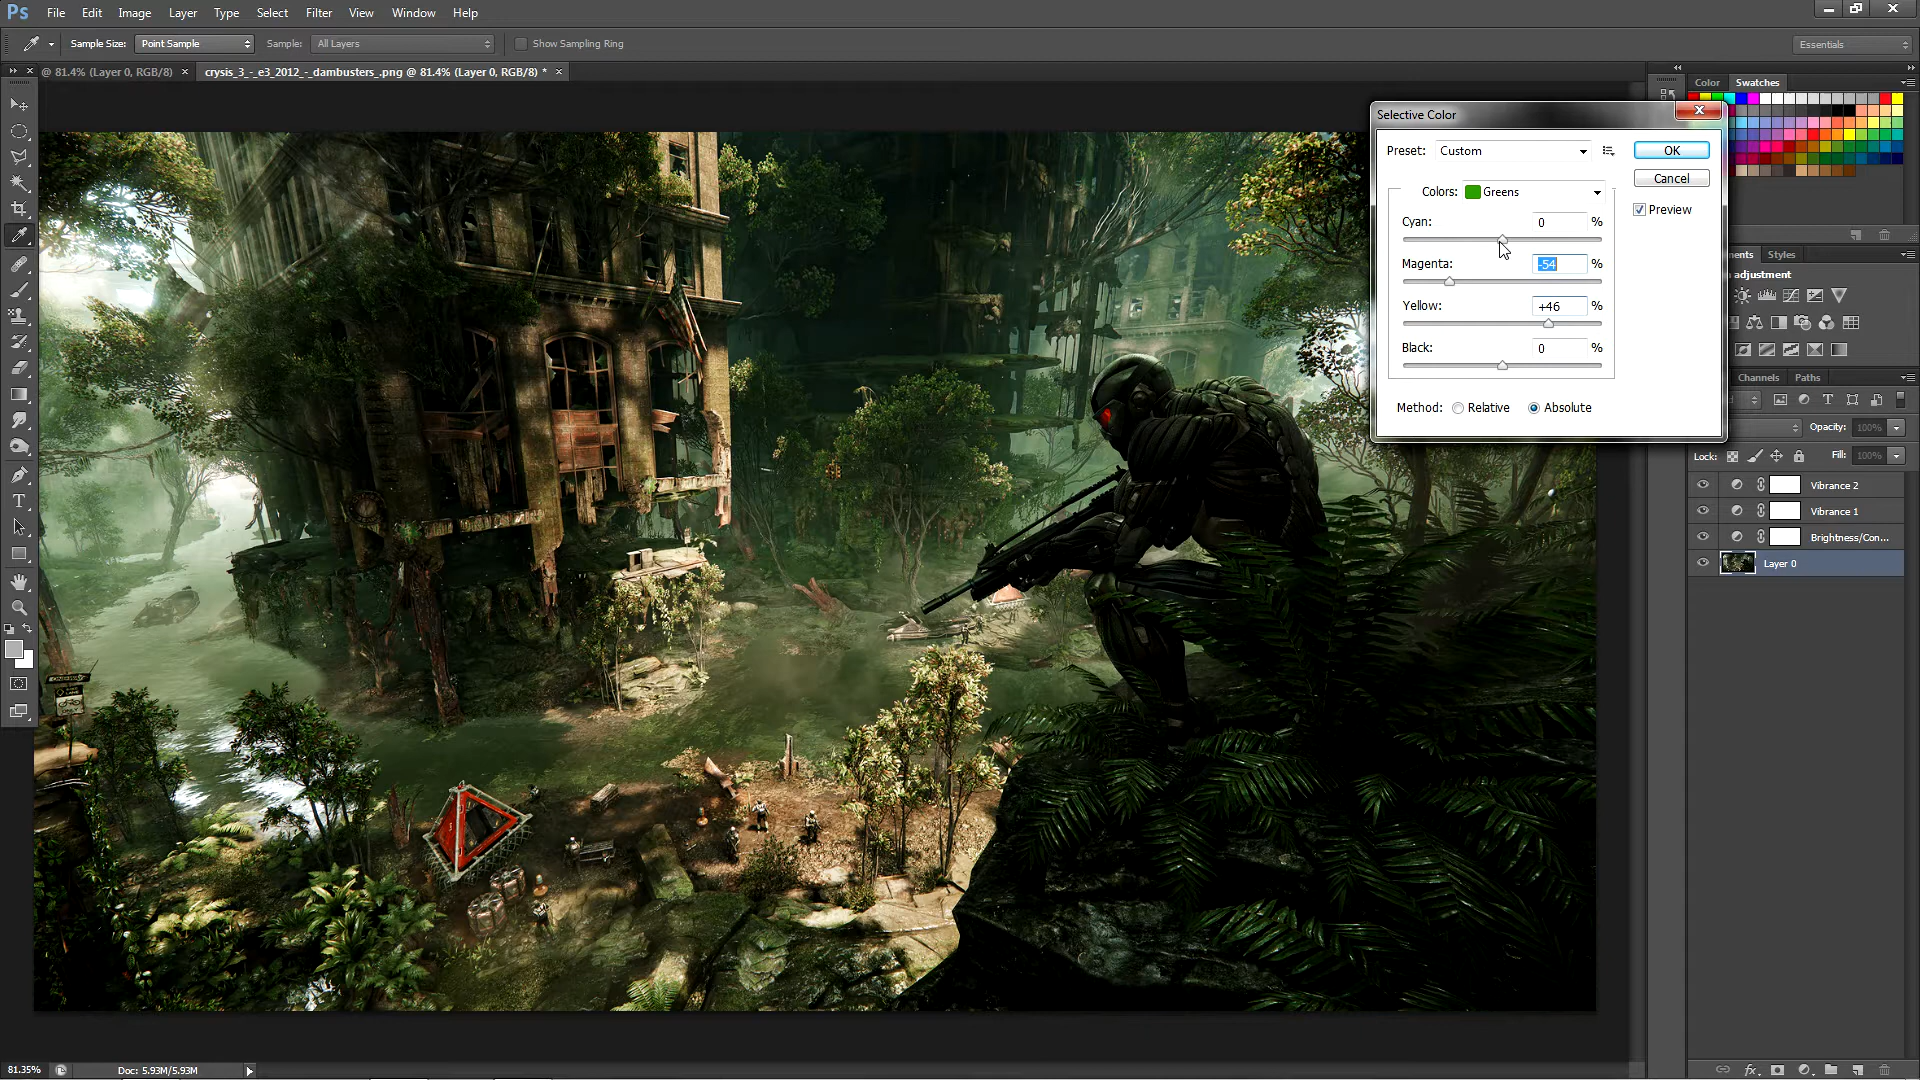 Ps File Edit Image Layer Type Select Filter View Window Help
Sample Size: Point Sample Sample: All Layers Show Sampling Ring Essentials
@ 81.4% (Layer 0, RGB/8) × crysis_3_-_e3_2012_-_dambusters_.png @ 81.4% (Layer 0, RGB/8) * ×
Color Swatches
Selective Color
Preset: Custom OK
Cancel
Colors: Greens
Preview
Cyan: 0 %
Magenta: -54 %
Yellow: +46 %
Black: 0 %
Method: Relative Absolute
ments Styles
adjustment
Channels Paths
Opacity: 100%
Lock: Fill: 100%
Vibrance 2
Vibrance 1
Brightness/Con...
Layer 0
ONLY
81.35% Doc: 5.93M/5.93M